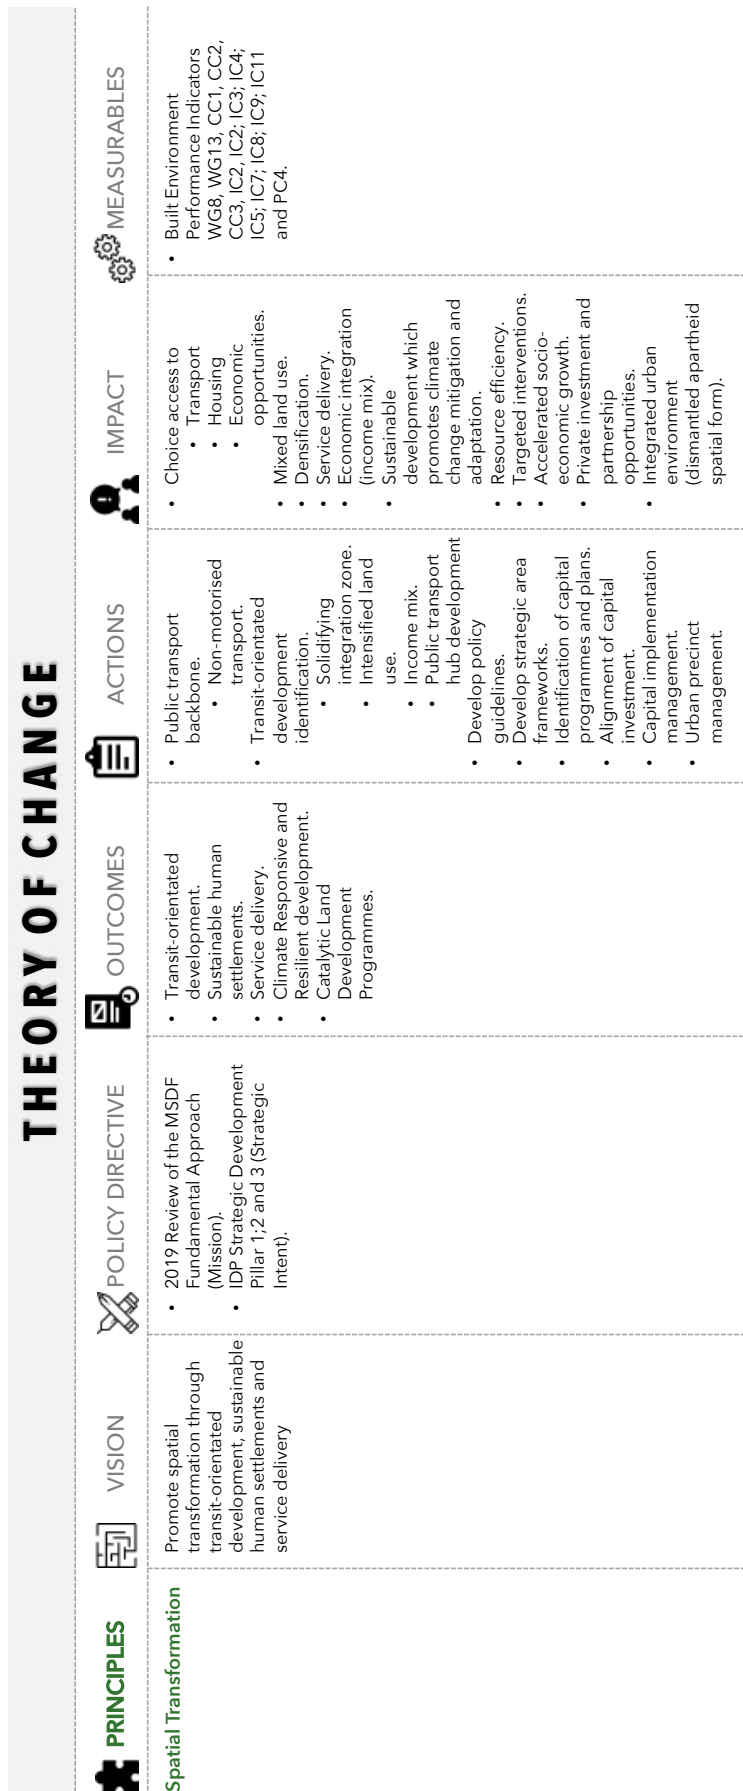 THEORY OF CHANGE
PRINCIPLES
Spatial Transformation
VISION
Promote spatial
transformation through
transit-orientated
development, sustainable
human settlements and
service delivery
POLICY DIRECTIVE
• 2019 Review of the MSDF
Fundamental Approach
(Mission).
• IDP Strategic Development
Pillar 1;2 and 3 (Strategic
Intent).
OUTCOMES
• Transit-orientated
development.
• Sustainable human
settlements.
• Service delivery.
• Climate Responsive and
Resilient development.
• Catalytic Land
Development
Programmes.
ACTIONS
• Public transport
backbone.
• Non-motorised
transport.
• Transit-orientated
development
identification.
• Solidifying
integration zone.
• Intensified land
use.
• Income mix.
• Public transport
hub development
• Develop policy
guidelines.
• Develop strategic area
frameworks.
• Identification of capital
programmes and plans.
• Alignment of capital
investment.
• Capital implementation
management.
• Urban precinct
management.
IMPACT
• Choice access to
• Transport
• Housing
• Economic
opportunities.
• Mixed land use.
• Densification.
• Service delivery.
• Economic integration
(income mix).
• Sustainable
development which
promotes climate
change mitigation and
adaptation.
• Resource efficiency.
• Targeted interventions.
• Accelerated socio-
economic growth.
• Private investment and
partnership
opportunities.
• Integrated urban
environment
(dismantled apartheid
spatial form).
MEASURABLES
• Built Environment
Performance Indicators
WG8, WG13, CC1, CC2,
CC3, IC2, IC2; IC3; IC4;
IC5; IC7; IC8; IC9; IC11
and PC4.